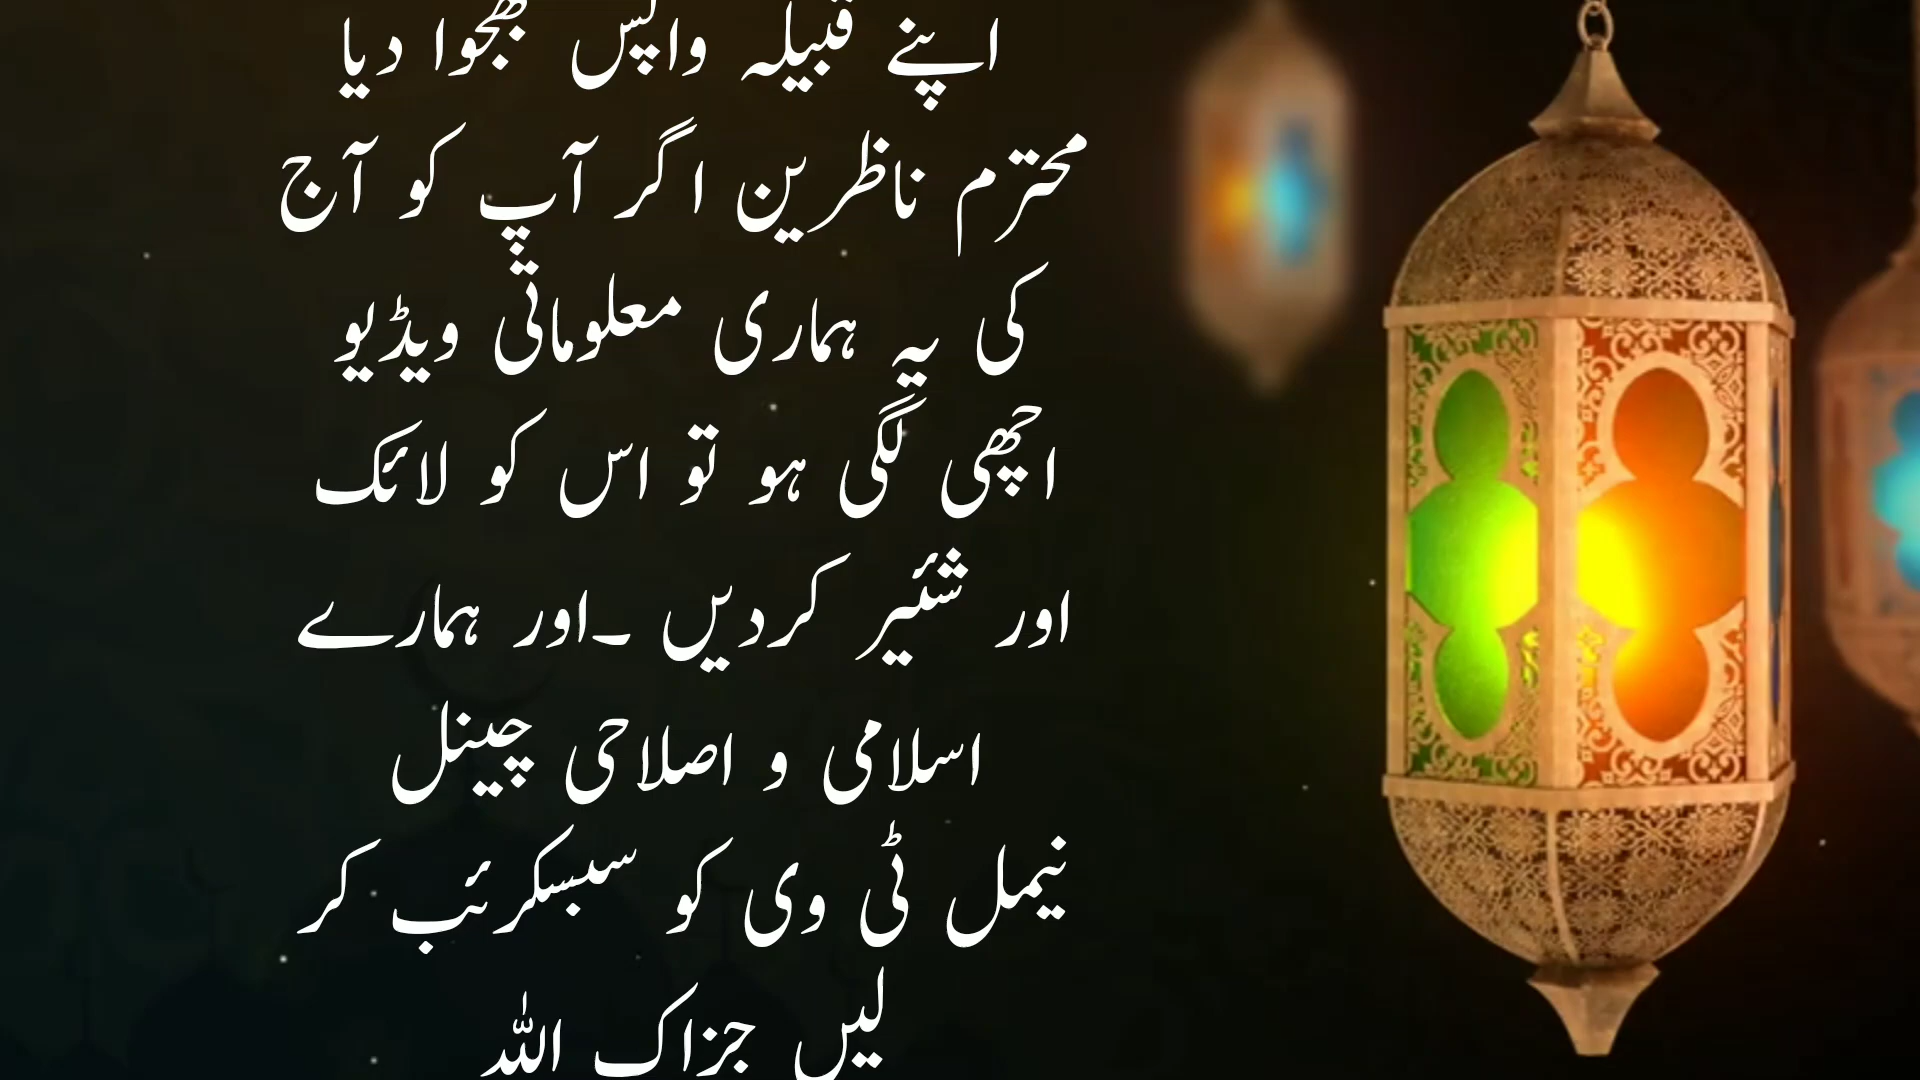 اپنے قبیلہ واپس بھجوا دیا
محترم ناظرین اگر آپ کو آج
کی یہ ہماری معلوماتی ویڈیو
اچھی لگی ہو تو اس کو لائک
اور شئیر کردیں ۔اور ہمارے
اسلامی و اصلاحی چینل
نیمل ٹی وی کو سبسکرئب کر
لیں جزاک اللہ